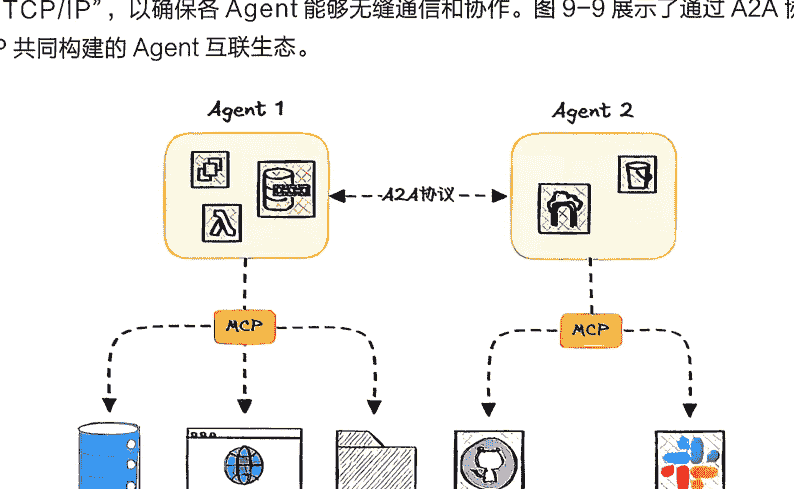 TCP/IP”，以确保各 Agent 能够无缝通信和协作。图 9-9 展示了通过 A2A 协
P 共同构建的 Agent 互联生态。
Agent 1
Agent 2
A2A协议
MCP
MCP